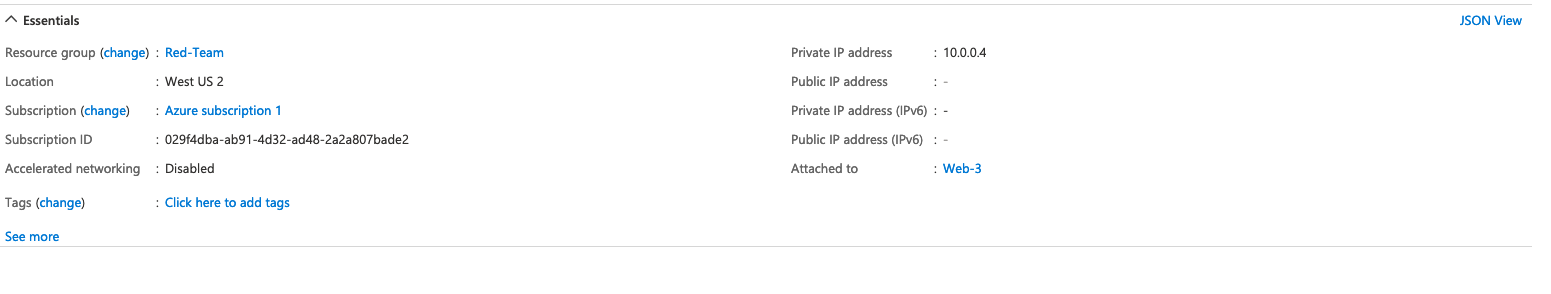 Essentials JSON View
Resource group (change) : Red-Team Private IP address : 10.0.0.4
Location : West US 2 Public IP address : -
Subscription (change) : Azure subscription 1 Private IP address (IPv6) : -
Subscription ID : 029f4dba-ab91-4d32-ad48-2a2a807bade2 Public IP address (IPv6) : -
Accelerated networking : Disabled Attached to : Web-3
Tags (change) : Click here to add tags
See more